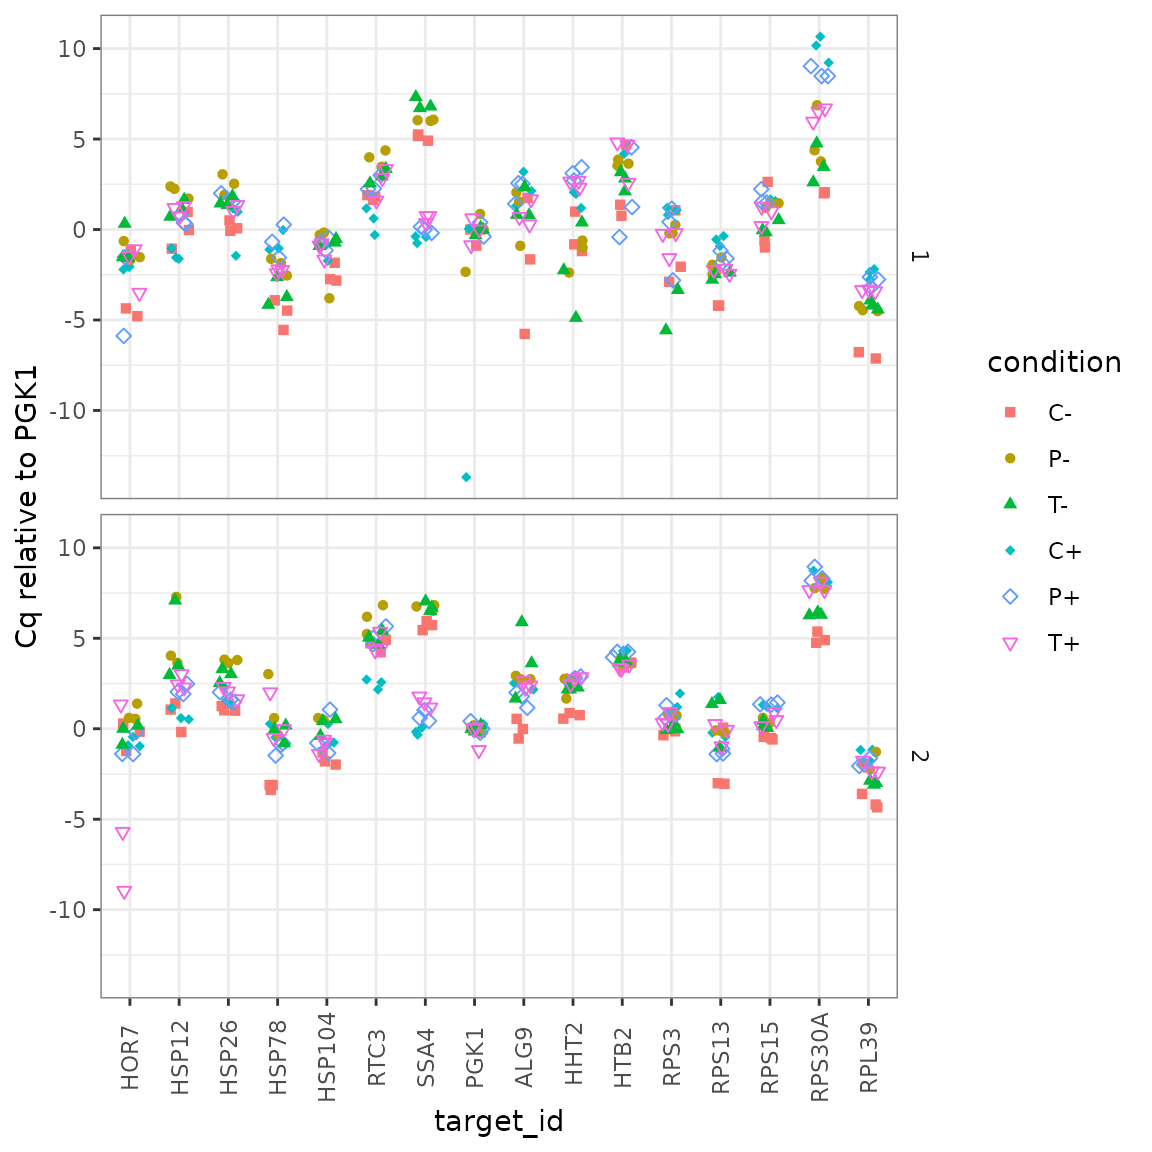 10
5
0
-5
-10
1
10
5
0
-5
-10
2
Cq relative to PGK1
HOR7
HSP12
HSP26
HSP78
HSP104
RTC3
SSA4
PGK1
ALG9
HHT2
HTB2
RPS3
RPS13
RPS15
RPS30A
RPL39
target_id
condition
C-
P-
T-
C+
P+
T+